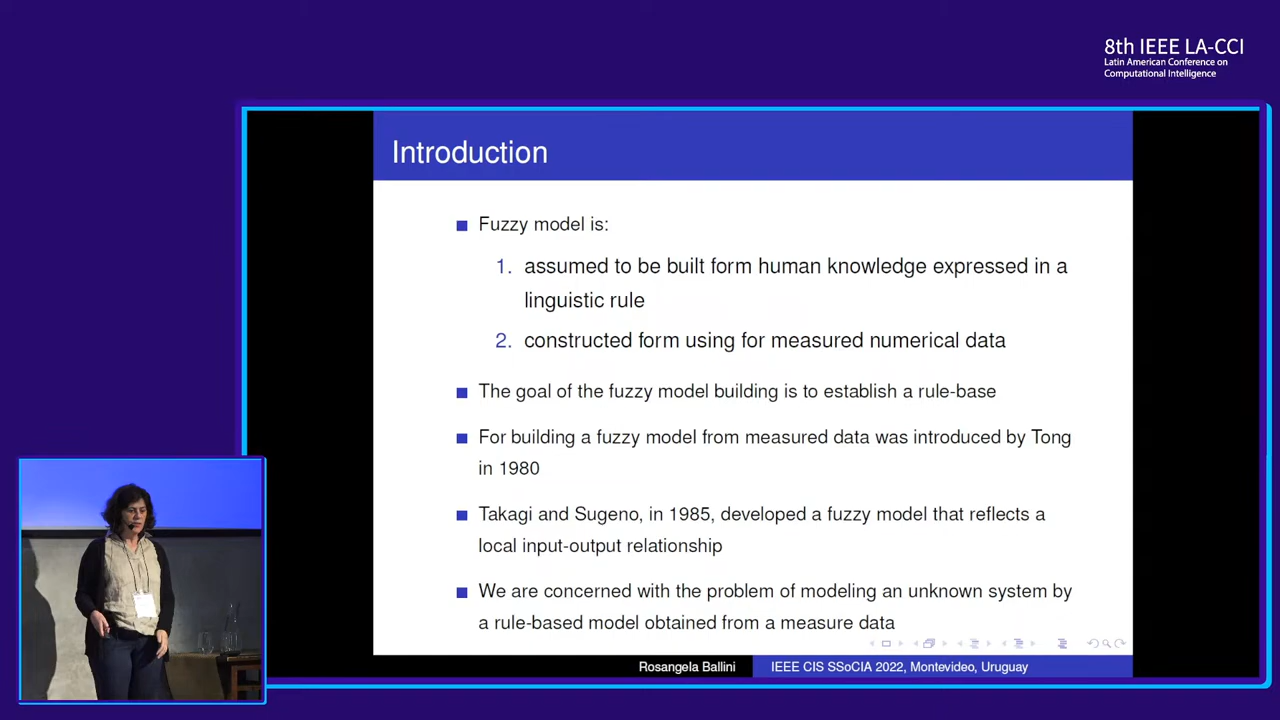 8th IEEE LA-CCI
Latin American Conference on
Computational Intelligence
Introduction
Fuzzy model is:
1. assumed to be built form human knowledge expressed in a
linguistic rule
2. constructed form using for measured numerical data
The goal of the fuzzy model building is to establish a rule-base
For building a fuzzy model from measured data was introduced by Tong
in 1980
Takagi and Sugeno, in 1985, developed a fuzzy model that reflects a
local input-output relationship
We are concerned with the problem of modeling an unknown system by
a rule-based model obtained from a measure data
Rosangela Ballini
IEEE CIS SSoCIA 2022, Montevideo, Uruguay